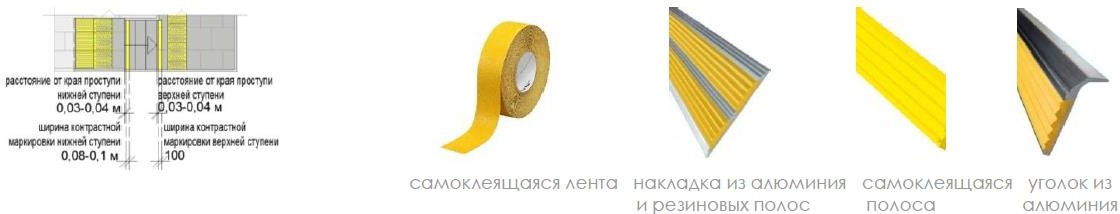 расстояние от края проступи
нижней ступени
0,03-0,04 м
расстояние от края проступи
верхней ступени
0,03-0,04 м
ширина контрастной
маркировки нижней ступени
0,08-0,1 м
ширина контрастной
маркировки верхней ступени
100
самоклеящаяся лента
накладка из алюминия
и резиновых полос
самоклеящаяся
полоса
уголок из
алюминия